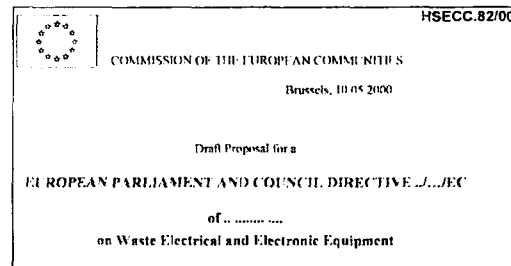 HSECC.82/00
COMMISSION OF THE EUROPEAN COMMUNITIES
Brussels, 10.05.2000
Draft Proposal for a
EUROPEAN PARLIAMENT AND COUNCIL DIRECTIVE ../.../EC
of .. ........ ....
on Waste Electrical and Electronic Equipment